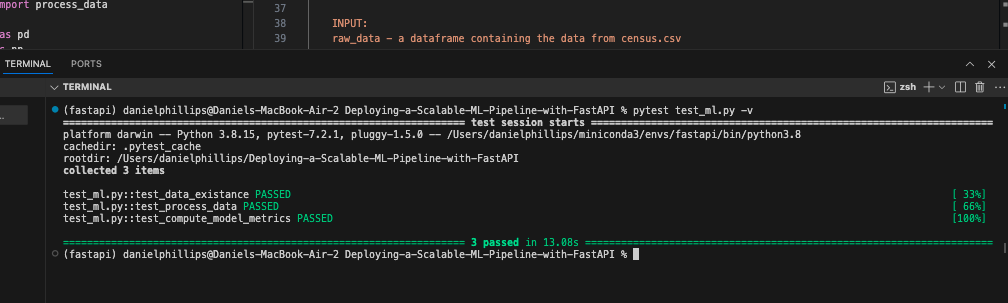 mport process_data
as pd
37
38 INPUT:
39 raw_data - a dataframe containing the data from census.csv
TERMINAL PORTS
TERMINAL
zsh
(fastapi) danielphillips@Daniels-MacBook-Air-2 Deploying-a-Scalable-ML-Pipeline-with-FastAPI % pytest test_ml.py -v
test session starts
platform darwin -- Python 3.8.15, pytest-7.2.1, pluggy-1.5.0 -- /Users/danielphillips/miniconda3/envs/fastapi/bin/python3.8
cachedir: .pytest_cache
rootdir: /Users/danielphillips/Deploying-a-Scalable-ML-Pipeline-with-FastAPI
collected 3 items
test_ml.py::test_data_existance PASSED [ 33%]
test_ml.py::test_process_data PASSED [ 66%]
test_ml.py::test_compute_model_metrics PASSED [100%]
3 passed in 13.08s
(fastapi) danielphillips@Daniels-MacBook-Air-2 Deploying-a-Scalable-ML-Pipeline-with-FastAPI %